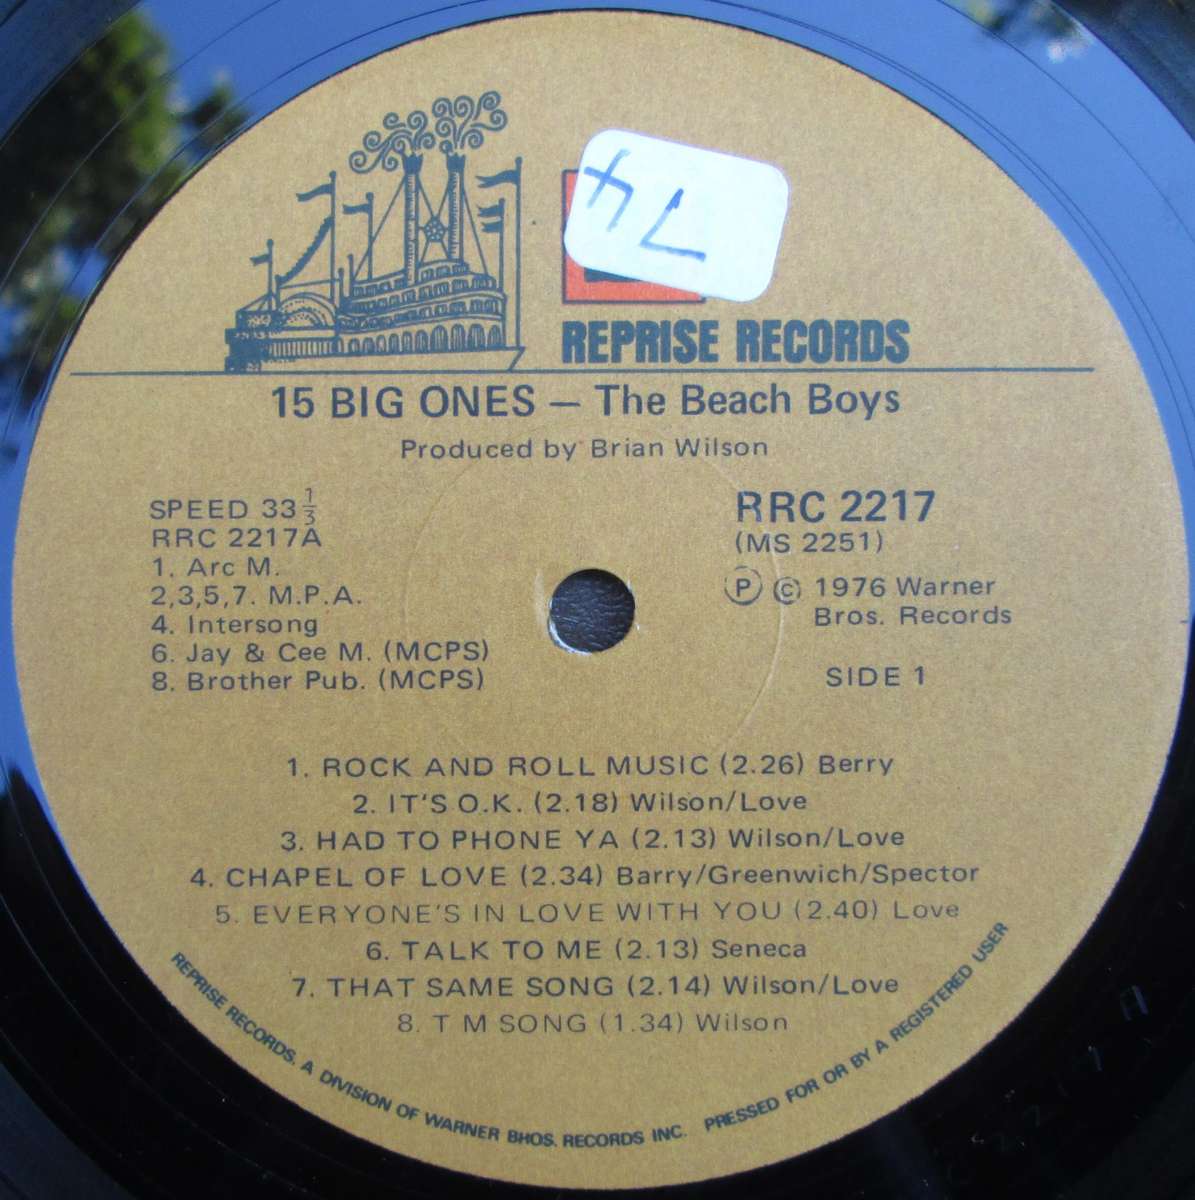 74
REPRISE RECORDS
15 BIG ONES — The Beach Boys
Produced by Brian Wilson
SPEED 33⅓
RRC 2217A
1. Arc M.
2,3,5,7. M.P.A.
4. Intersong
6. Jay & Cee M. (MCPS)
8. Brother Pub. (MCPS)
RRC 2217
(MS 2251)
Ⓟ © 1976 Warner
Bros. Records
SIDE 1
1. ROCK AND ROLL MUSIC (2.26) Berry
2. IT'S O.K. (2.18) Wilson/Love
3. HAD TO PHONE YA (2.13) Wilson/Love
4. CHAPEL OF LOVE (2.34) Barry/Greenwich/Spector
5. EVERYONE'S IN LOVE WITH YOU (2.40) Love
6. TALK TO ME (2.13) Seneca
7. THAT SAME SONG (2.14) Wilson/Love
8. T M SONG (1.34) Wilson
REPRISE RECORDS. A DIVISION OF WARNER BROS. RECORDS INC. PRESSED FOR OR BY A REGISTERED USER